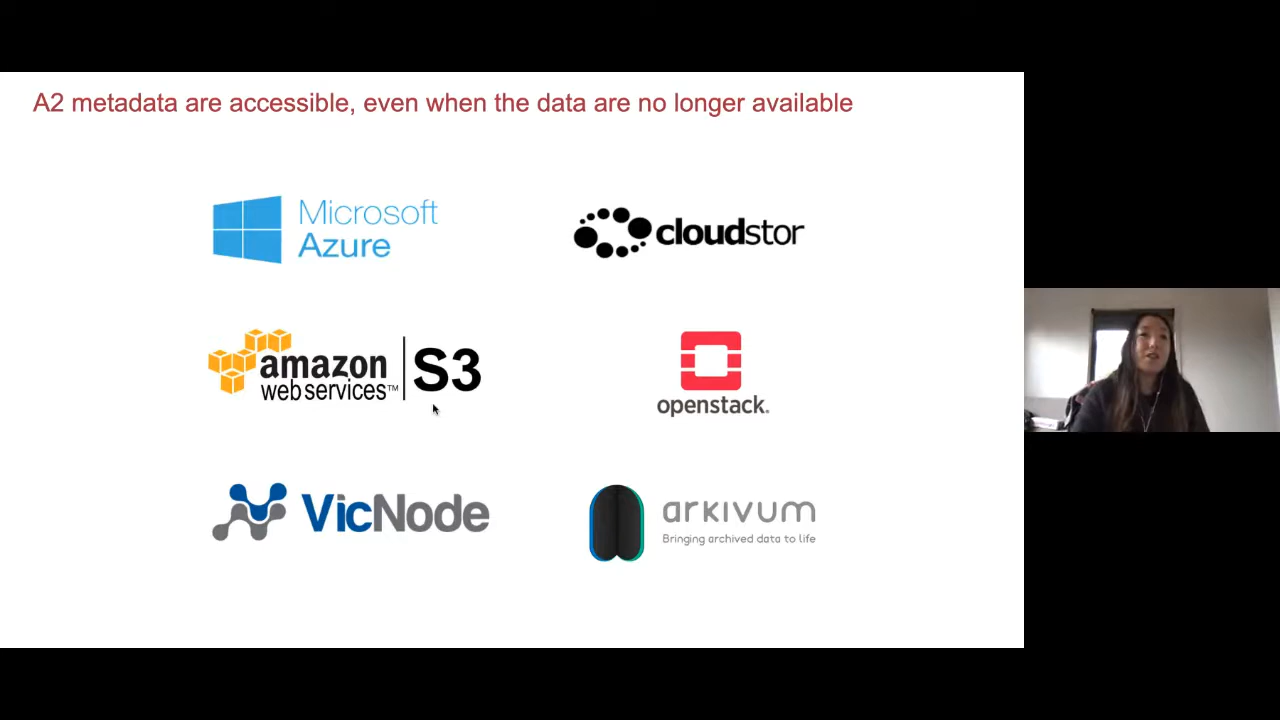 A2 metadata are accessible, even when the data are no longer available
Microsoft
Azure
cloudstor
amazon
web services™
S3
openstack.
VicNode
arkivum
Bringing archived data to life